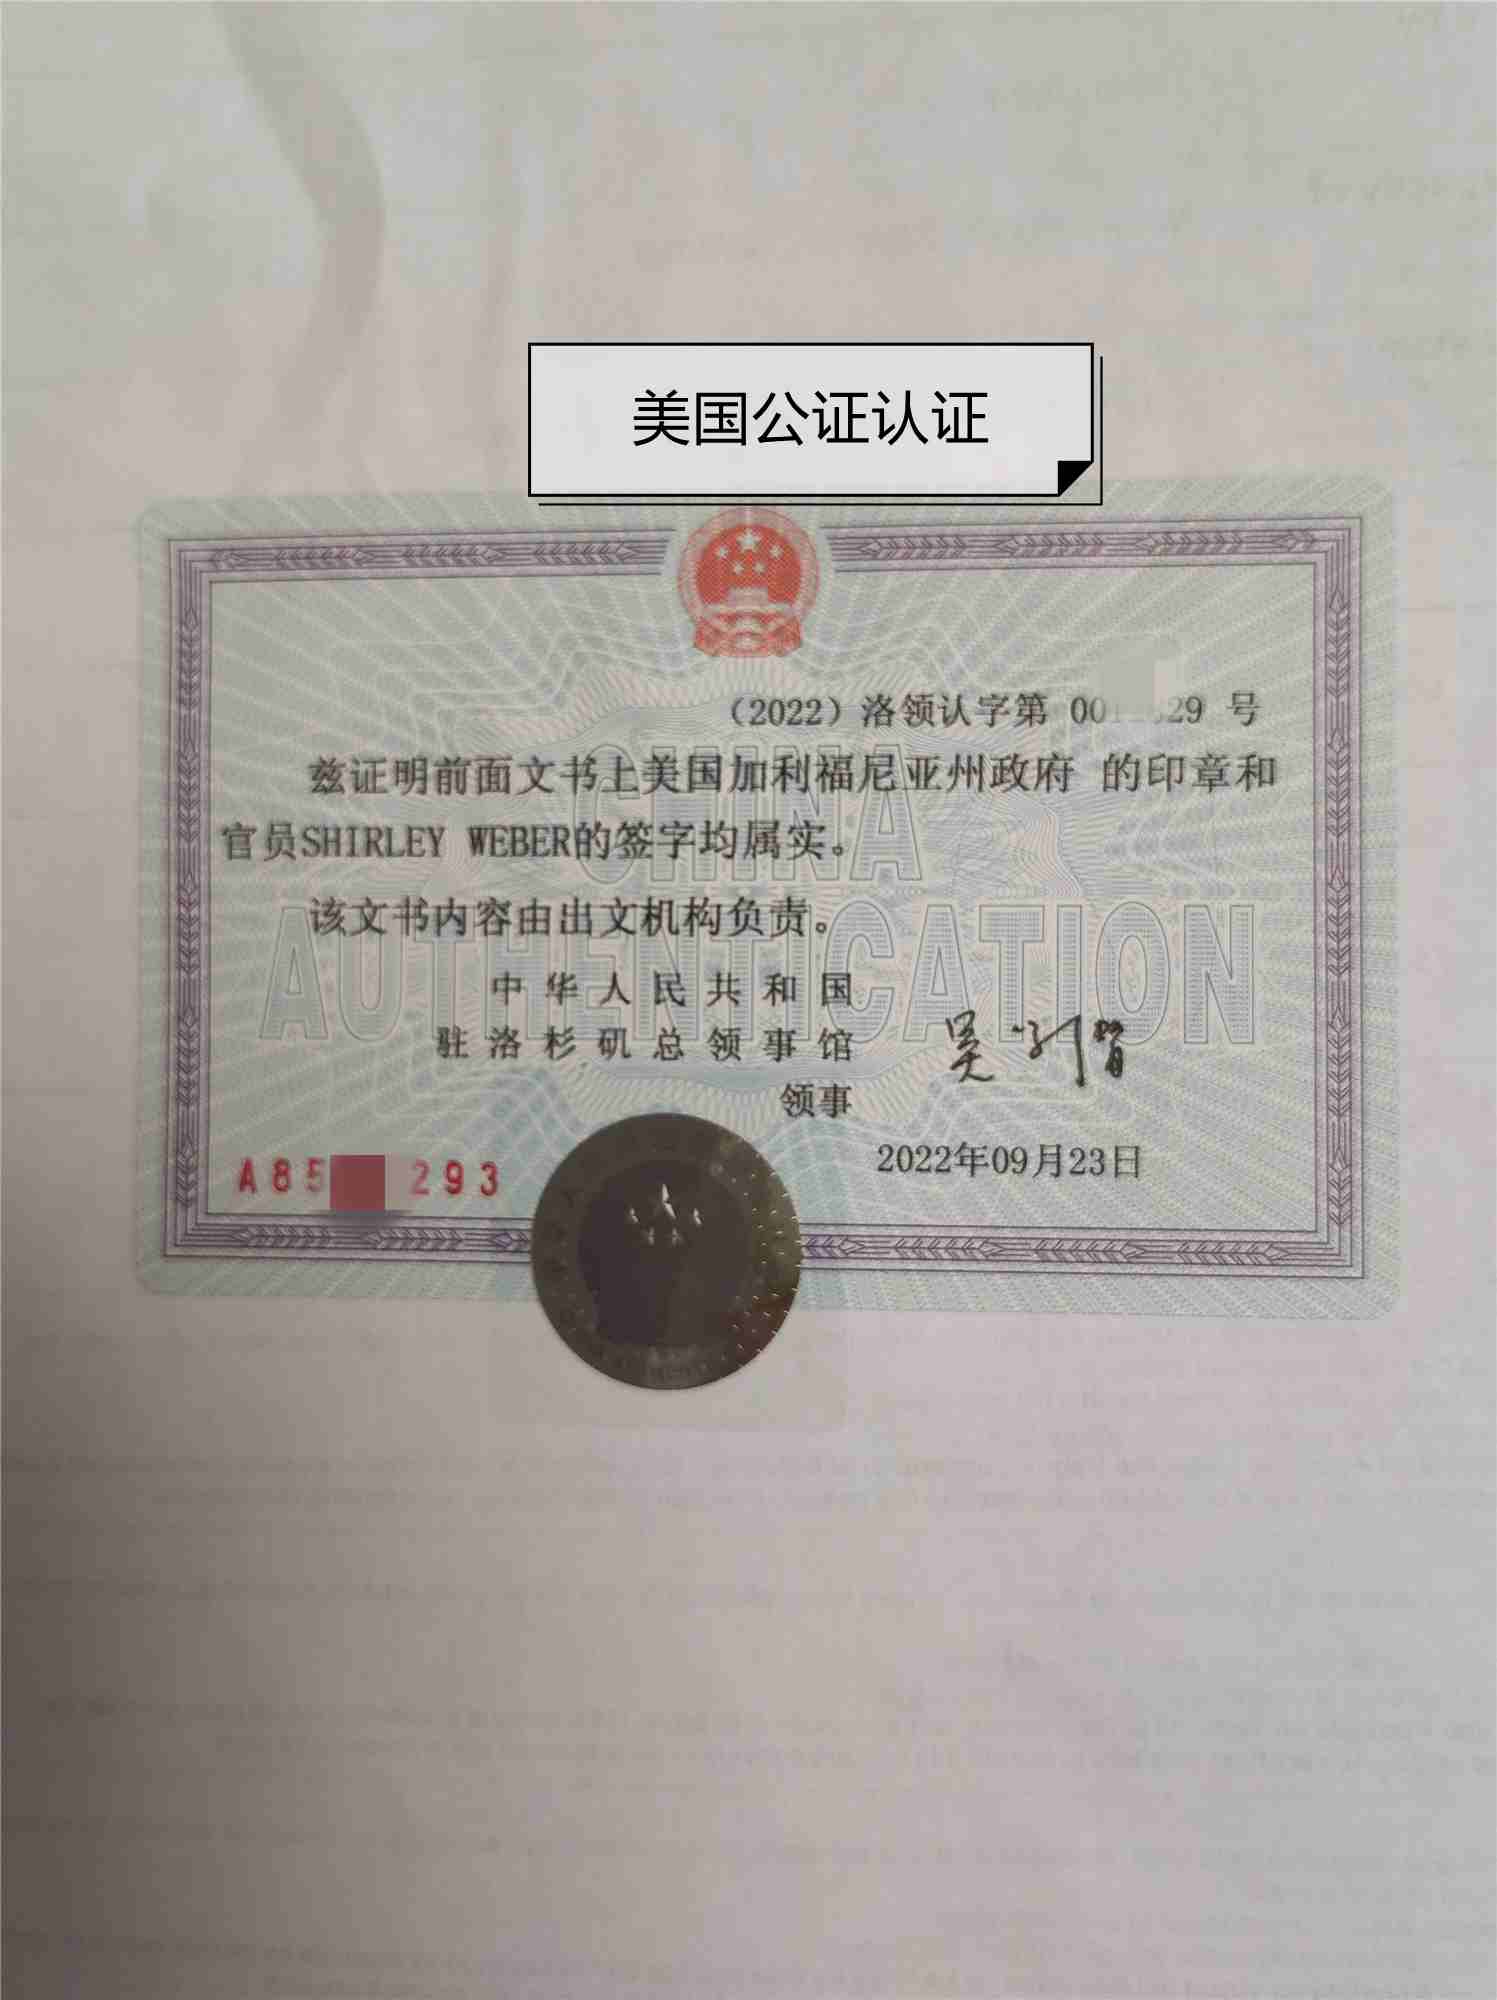 美国公证认证
（2022）洛领认字第 001 29 号
兹证明前面文书上美国加利福尼亚州政府 的印章和
官员SHIRLEY WEBER的签字均属实。
该文书内容由出文机构负责。
CHINA
AUTHENTICATION
中华人民共和国
驻洛杉矶总领事馆
领事
2022年09月23日
A85 293